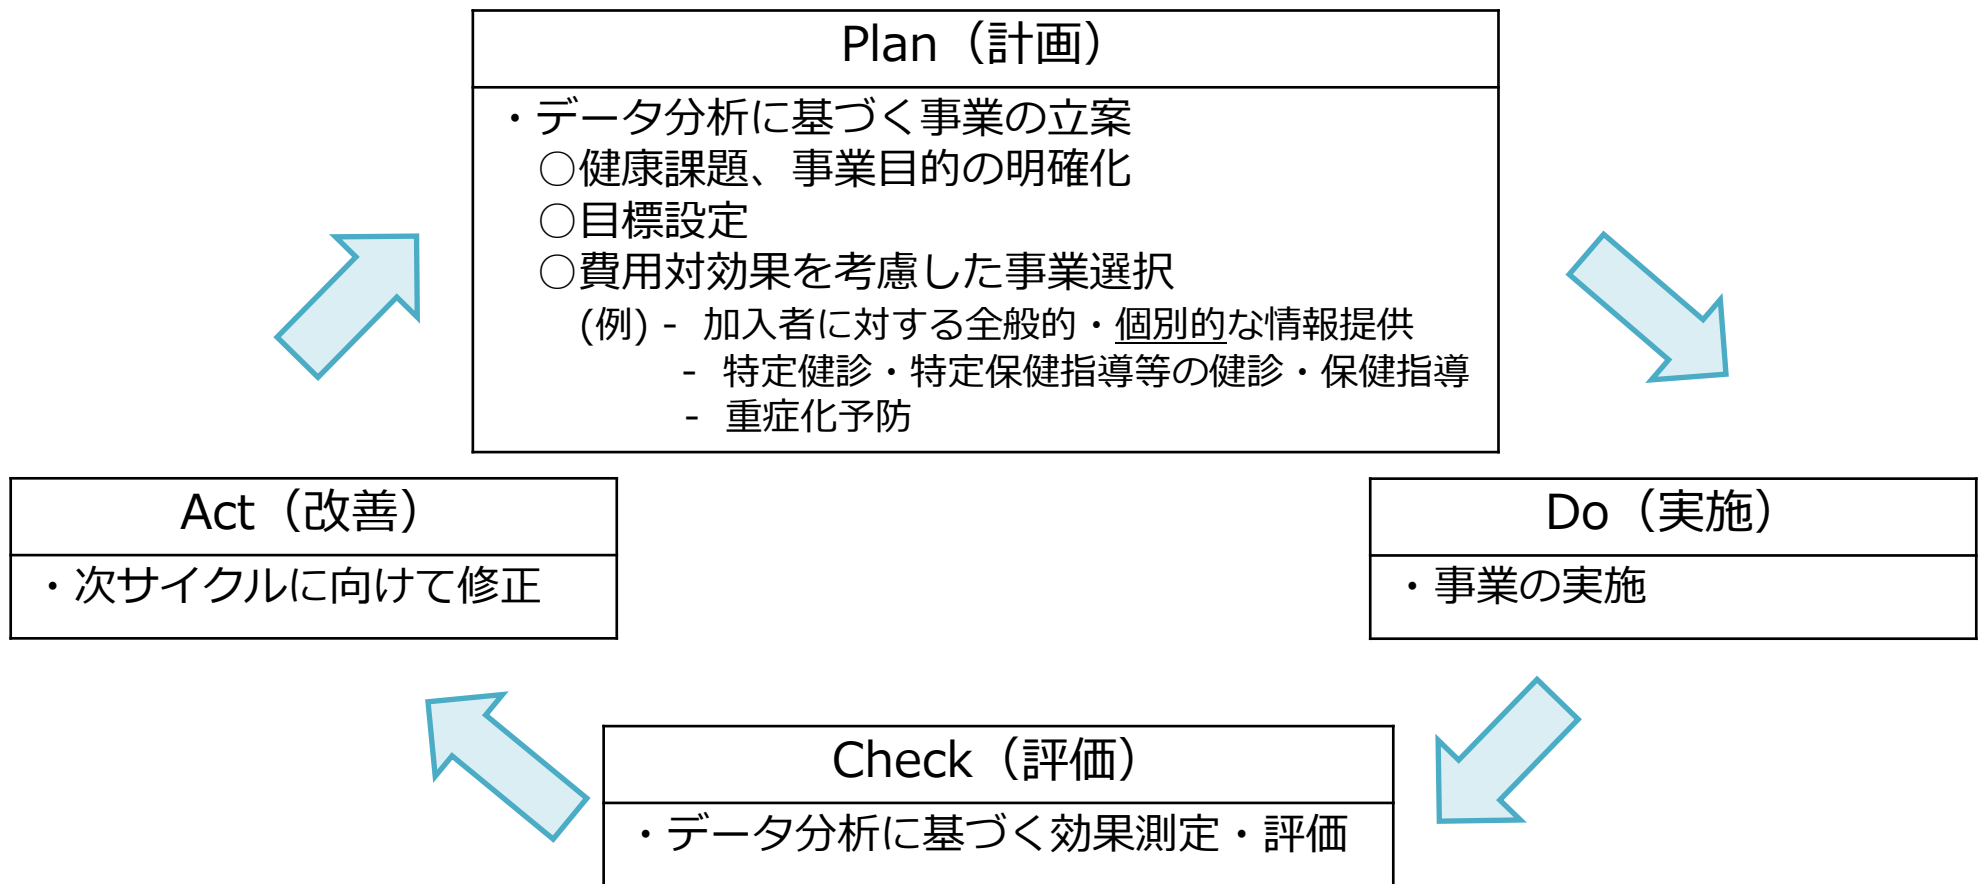 Plan（計画）
・データ分析に基づく事業の立案
○健康課題、事業目的の明確化
○目標設定
○費用対効果を考慮した事業選択
(例) - 加入者に対する全般的・個別的な情報提供
- 特定健診・特定保健指導等の健診・保健指導
- 重症化予防
Do（実施）
・事業の実施
Check（評価）
・データ分析に基づく効果測定・評価
Act（改善）
・次サイクルに向けて修正